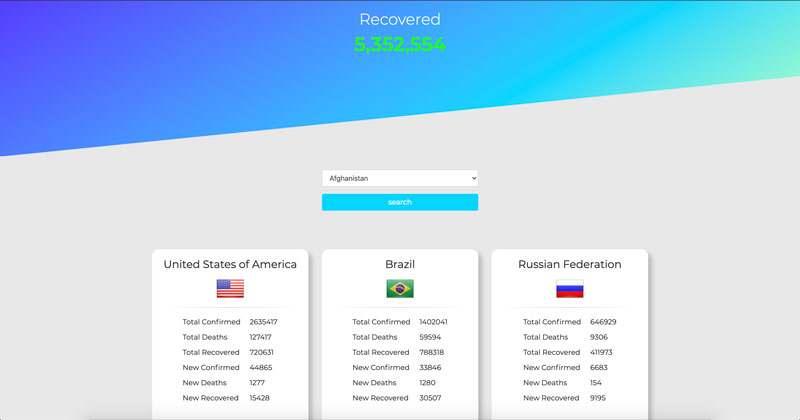 Recovered
5,352,554
Afghanistan
search
United States of America
Total Confirmed 2635417
Total Deaths 127417
Total Recovered 720631
New Confirmed 44865
New Deaths 1277
New Recovered 15428
Brazil
Total Confirmed 1402041
Total Deaths 59594
Total Recovered 788318
New Confirmed 33846
New Deaths 1280
New Recovered 30507
Russian Federation
Total Confirmed 646929
Total Deaths 9306
Total Recovered 411973
New Confirmed 6683
New Deaths 154
New Recovered 9195